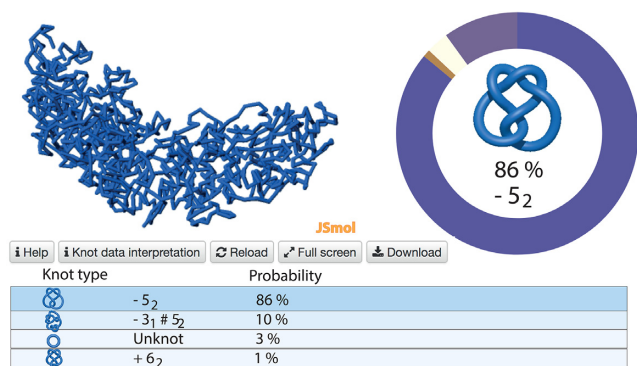 86 %
- 5₂
JSmol
i Help
i Knot data interpretation
Reload
Full screen
Download
Knot type Probability
- 5₂ 86 %
- 3₁ # 5₂ 10 %
Unknot 3 %
+ 6₂ 1 %